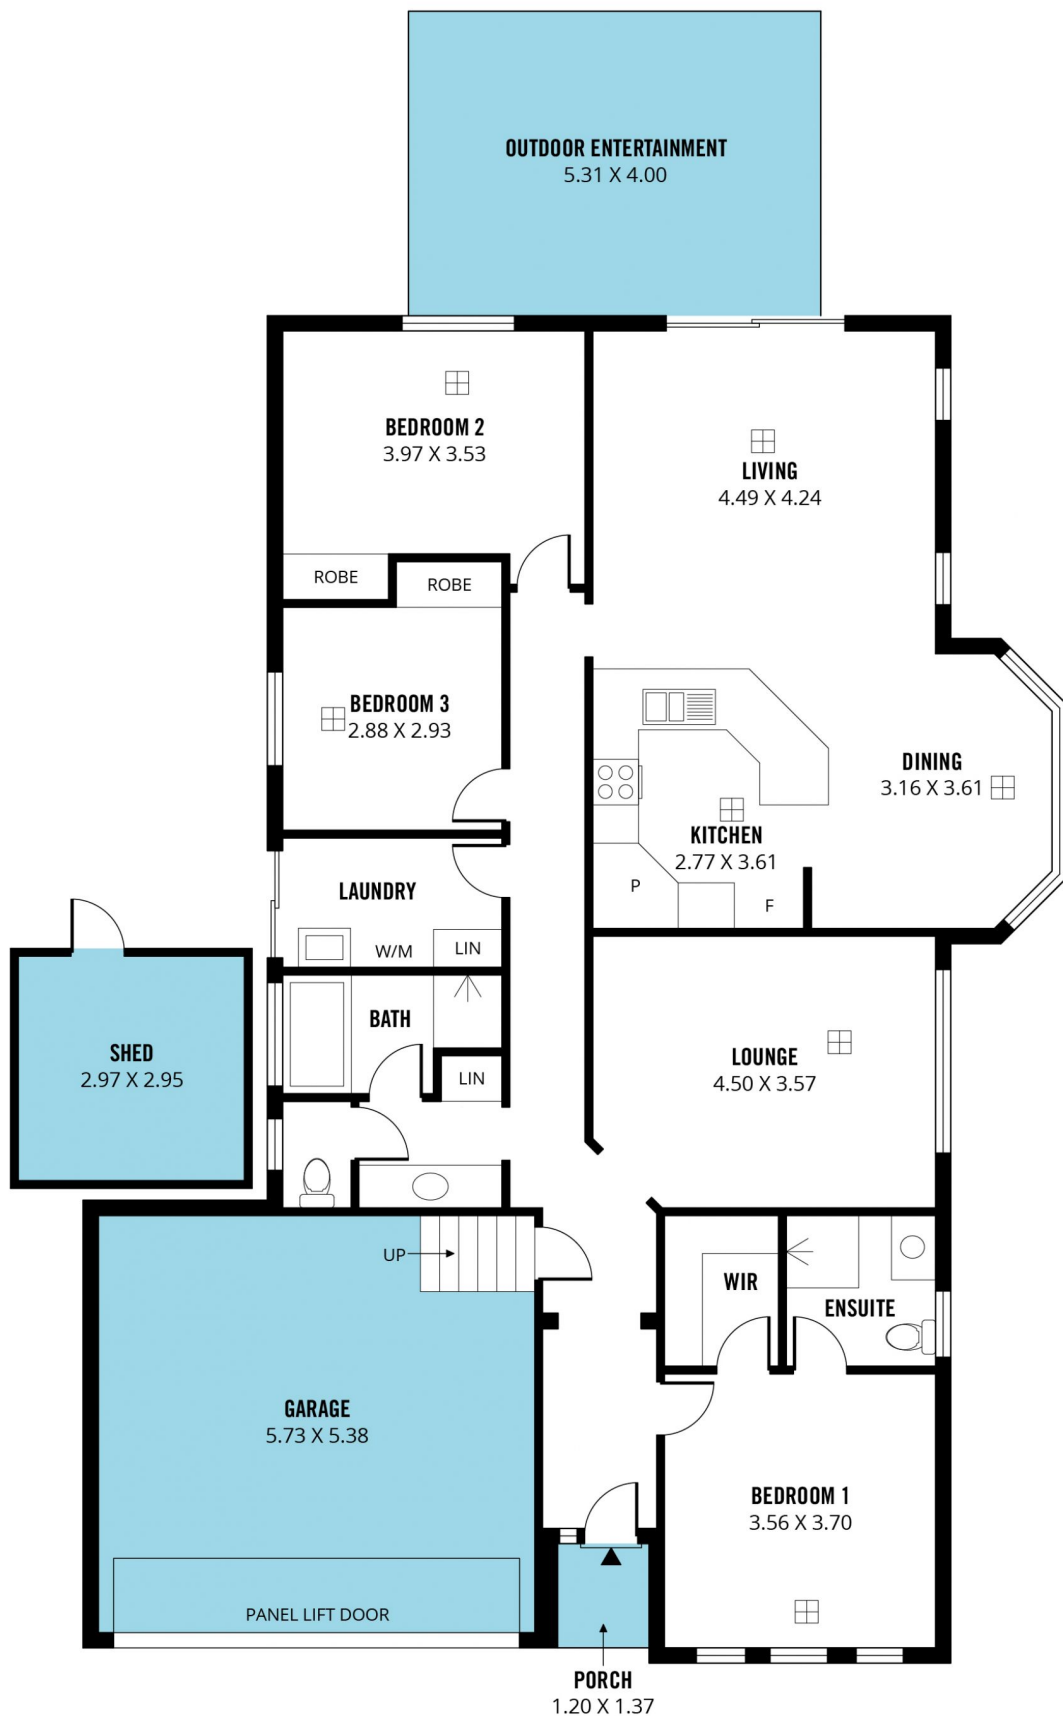 OUTDOOR ENTERTAINMENT
5.31 X 4.00
BEDROOM 2
3.97 X 3.53
LIVING
4.49 X 4.24
ROBE
ROBE
BEDROOM 3
2.88 X 2.93
DINING
3.16 X 3.61
KITCHEN
2.77 X 3.61
P
F
LAUNDRY
W/M
LIN
BATH
LIN
SHED
2.97 X 2.95
LOUNGE
4.50 X 3.57
UP
WIR
ENSUITE
GARAGE
5.73 X 5.38
BEDROOM 1
3.56 X 3.70
PANEL LIFT DOOR
PORCH
1.20 X 1.37